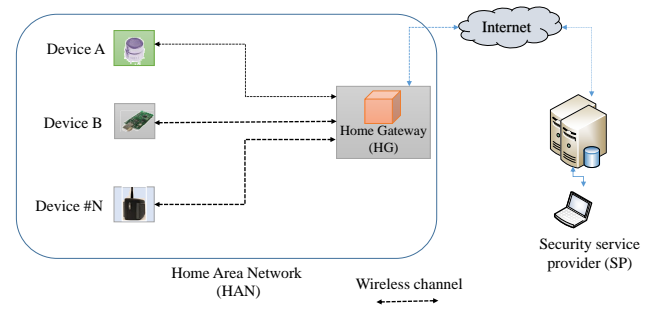 Device A
Device B
Device #N
Home Gateway
(HG)
Internet
Security service
provider (SP)
Home Area Network
(HAN)
Wireless channel